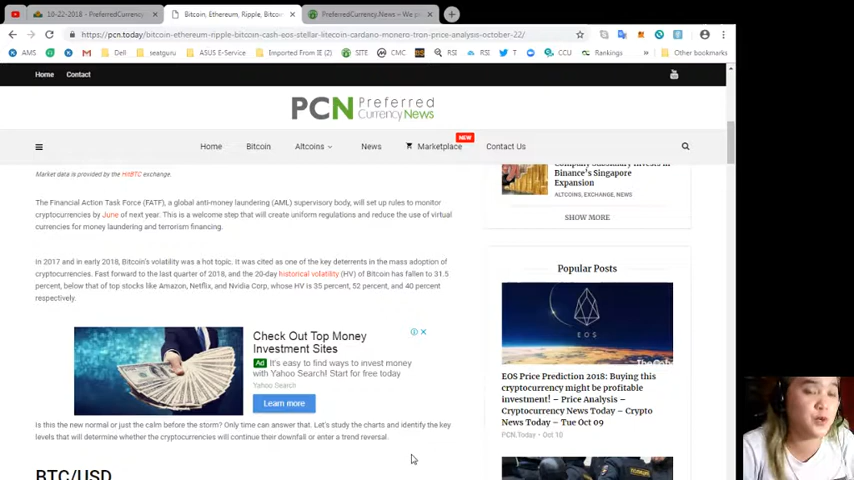 10-22-2018 - PreferredCurrency
Bitcoin, Ethereum, Ripple, Bitco
PreferredCurrency.News – We p
https://pcn.today/bitcoin-ethereum-ripple-bitcoin-cash-eos-stellar-litecoin-cardano-monero-tron-price-analysis-october-22/
AMS
Dell
seatguru
ASUS E-Service
Imported From IE (2)
SITE
CMC
RSI
RSI
T
CCU
Rankings
Other bookmarks
Home
Contact
PCN Preferred
Currency News
Home
Bitcoin
Altcoins
News
Marketplace
NEW
Contact Us
Market data is provided by the HitBTC exchange.
The Financial Action Task Force (FATF), a global anti-money laundering (AML) supervisory body, will set up rules to monitor
cryptocurrencies by June of next year. This is a welcome step that will create uniform regulations and reduce the use of virtual
currencies for money laundering and terrorism financing.
In 2017 and in early 2018, Bitcoin's volatility was a hot topic. It was cited as one of the key deterrents in the mass adoption of
cryptocurrencies. Fast forward to the last quarter of 2018, and the 20-day historical volatility (HV) of Bitcoin has fallen to 31.5
percent, below that of top stocks like Amazon, Netflix, and Nvidia Corp, whose HV is 35 percent, 52 percent, and 40 percent
respectively.
Check Out Top Money
Investment Sites
Ad It's easy to find ways to invest money
with Yahoo Search! Start for free today
Yahoo Search
Learn more
Is this the new normal or just the calm before the storm? Only time can answer that. Let's study the charts and identify the key
levels that will determine whether the cryptocurrencies will continue their downfall or enter a trend reversal.
BTC/USD
Company Subsidiary Invests in
Binance's Singapore
Expansion
ALTCOINS, EXCHANGE, NEWS
SHOW MORE
Popular Posts
EOS
EOS Price Prediction 2018: Buying this
cryptocurrency might be profitable
investment! – Price Analysis –
Cryptocurrency News Today – Crypto
News Today – Tue Oct 09
PCN.Today - Oct 10